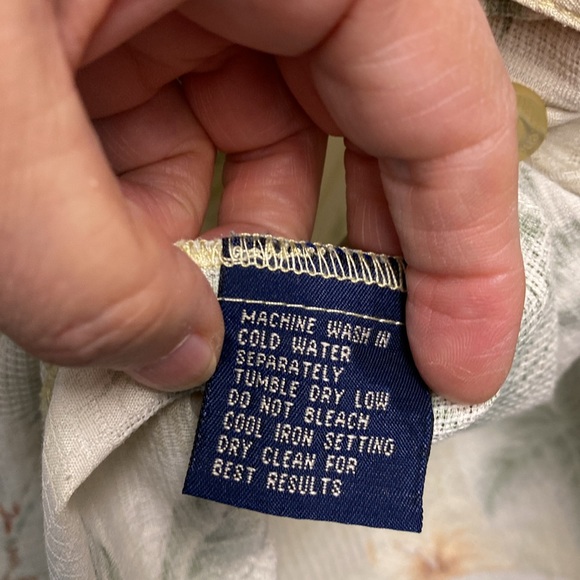 MACHINE WASH IN
COLD WATER
SEPARATELY
TUMBLE DRY LOW
DO NOT BLEACH
COOL IRON SETTING
DRY CLEAN FOR
BEST RESULTS